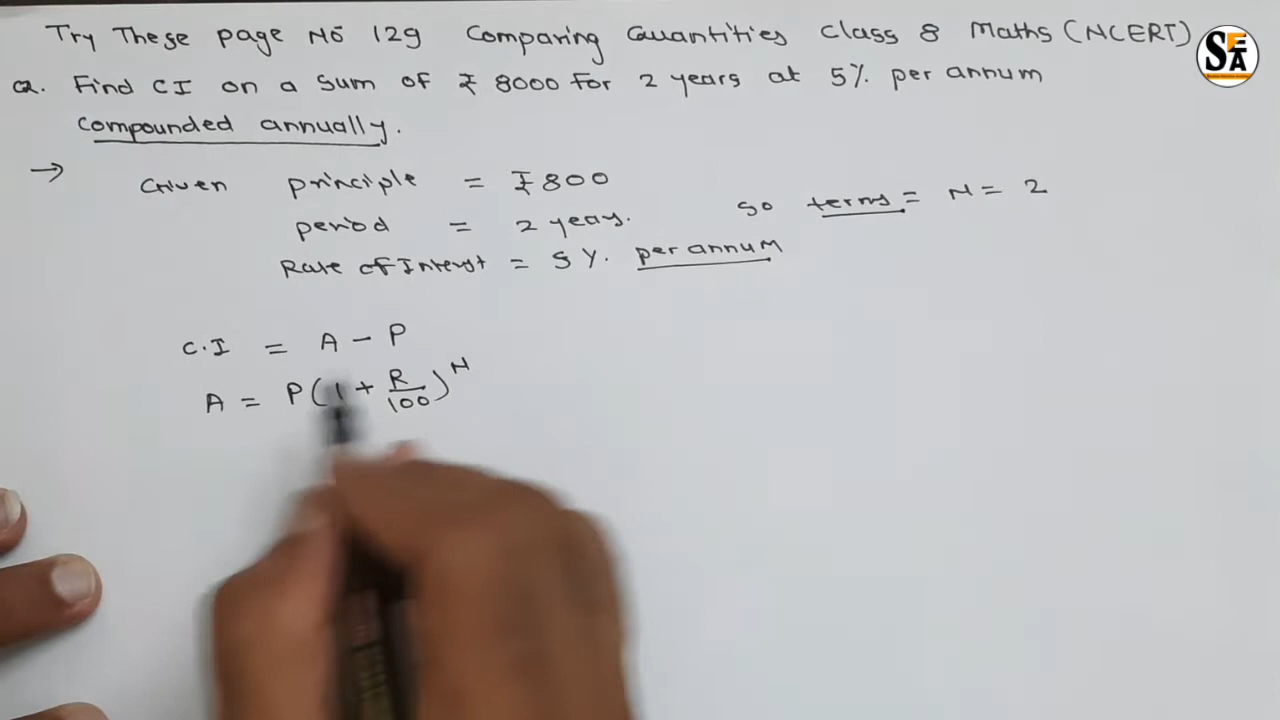 Try These page No 129 Comparing Quantities Class 8 Maths (NCERT)
Q. Find CI on a sum of ₹ 8000 for 2 years at 5% per annum
compounded annually.
→ Given principle = ₹800
period = 2 years. so terms = N = 2
Rate of Interst = 5 %. per annum
C.I = A - P
A = P(1 + R/100)^N
SEFA